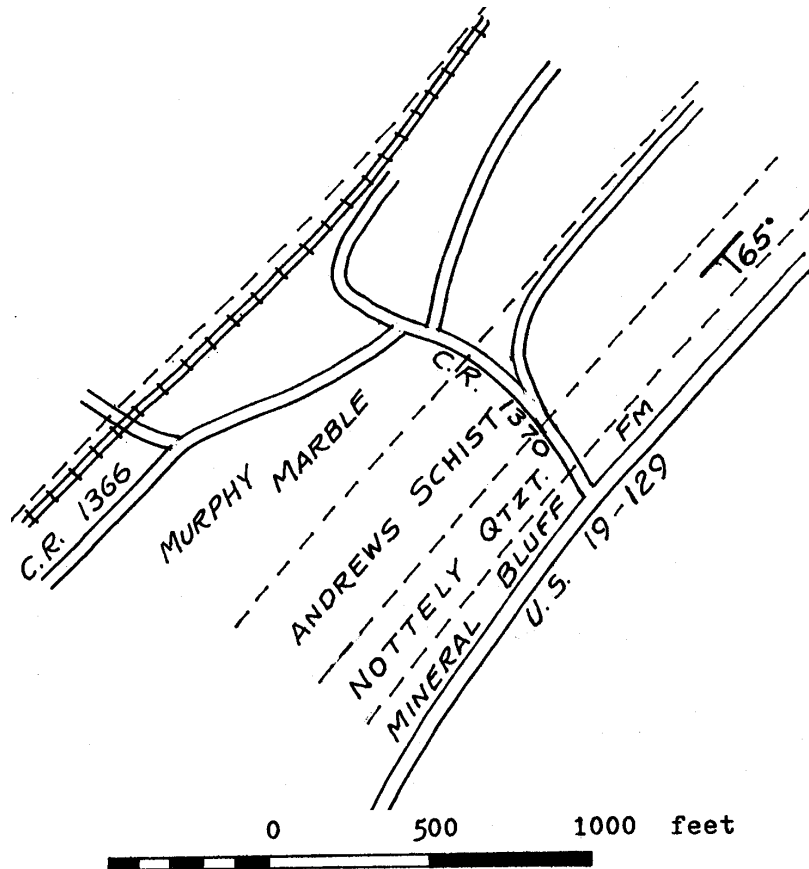 65°
C.R. 1370
FM
MURPHY MARBLE
ANDREWS SCHIST
NOTTELY QTZT.
MINERAL BLUFF
U.S. 19-129
C.R. 1366
0 500 1000 feet